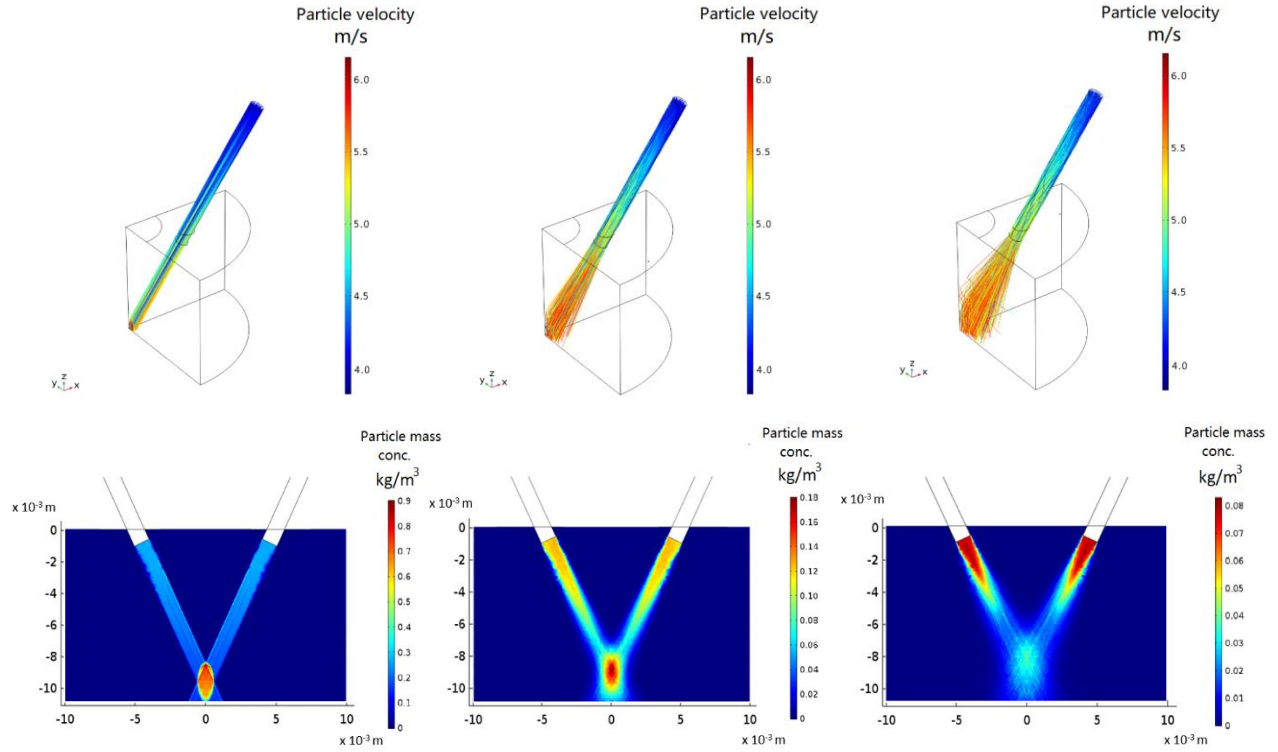 Particle velocity
m/s
6.0
5.5
5.0
4.5
4.0
y z x
Particle velocity
m/s
6.0
5.5
5.0
4.5
4.0
y z x
Particle velocity
m/s
6.0
5.5
5.0
4.5
4.0
y z x
Particle mass
conc.
kg/m³
x 10⁻³ m
0
-2
-4
-6
-8
-10
-10 -5 0 5 10
x 10⁻³ m
0.9
0.8
0.7
0.6
0.5
0.4
0.3
0.2
0.1
0
Particle mass
conc.
kg/m³
x 10⁻³ m
0
-2
-4
-6
-8
-10
-10 -5 0 5 10
x 10⁻³ m
0.18
0.16
0.14
0.12
0.10
0.08
0.06
0.04
0.02
0
Particle mass
conc.
kg/m³
x 10⁻³ m
0
-2
-4
-6
-8
-10
-10 -5 0 5 10
x 10⁻³ m
0.08
0.07
0.06
0.05
0.04
0.03
0.02
0.01
0